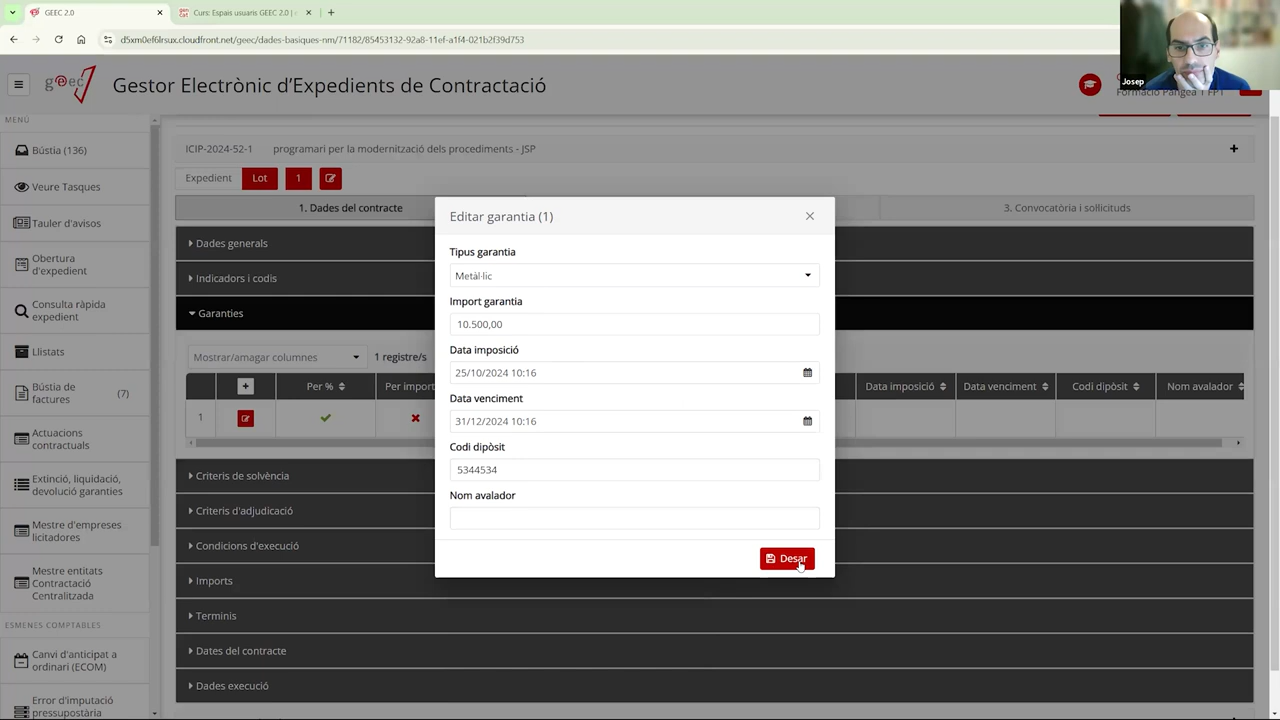 GEEC 2.0
Curs: Espais usuaris GEEC 2.0 | e
d5xm0ef6lrsux.cloudfront.net/geec/dades-basiques-nm/71182/85453132-92a8-11ef-a1f4-021b2f39d753
Josep
geec
Gestor Electrònic d'Expedients de Contractació
Formació Pangea 1 FP1
MENÚ
Bústia (136)
Veure Tasques
Tauler d'avisos
Obertura
d'expedient
Consulta ràpida
expedient
Llistats
Bústia de
factures
(7)
Actuacions
contractuals
Extinció, liquidació,
devolució garanties
Mestre d'empreses
licitadores
Mestre entitats
Contractació
Centralitzada
ESMENES COMPTABLES
Canvi d'anticipat a
ordinari (ECOM)
Error d'imputació
pressupostària
ICIP-2024-52-1 programari per la modernització dels procediments - JSP
Expedient Lot 1
1. Dades del contracte
3. Convocatòria i sol·licituds
Dades generals
Indicadors i codis
Garanties
Mostrar/amagar columnes 1 registre/s
Per % Per import Data imposició Data venciment Codi dipòsit Nom avalador
1
Criteris de solvència
Criteris d'adjudicació
Condicions d'execució
Imports
Terminis
Dates del contracte
Dades execució
Editar garantia (1)
Tipus garantia
Metàl·lic
Import garantia
10.500,00
Data imposició
25/10/2024 10:16
Data venciment
31/12/2024 10:16
Codi dipòsit
5344534
Nom avalador
Desar